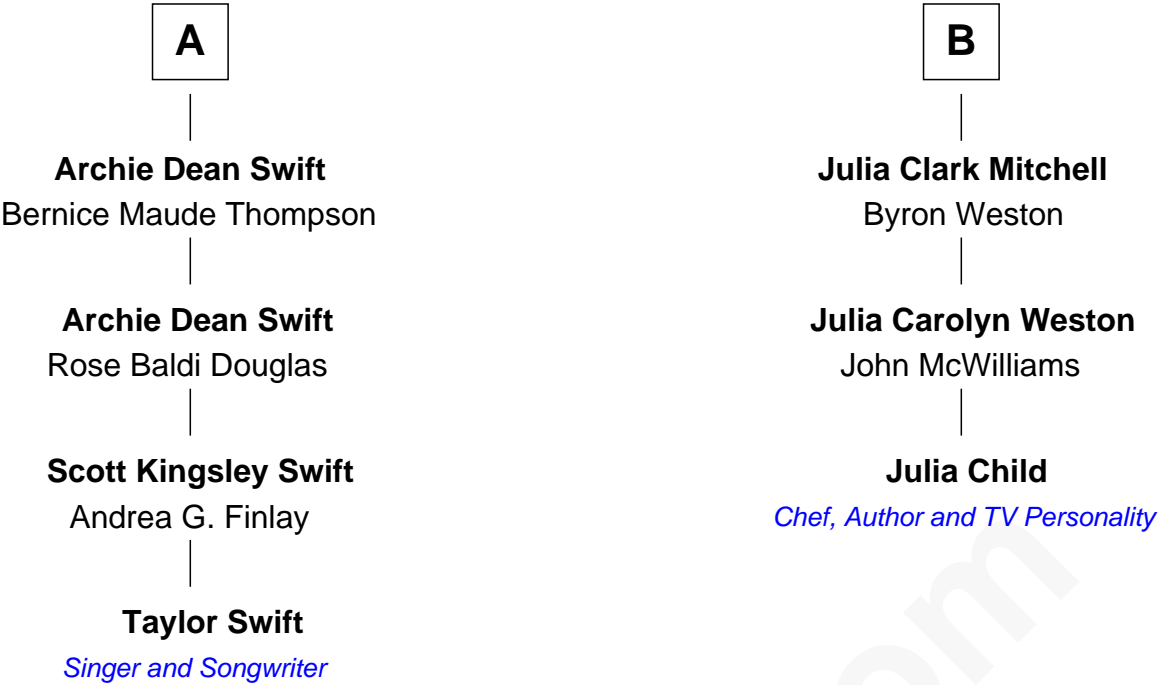 A
Archie Dean Swift
Bernice Maude Thompson
Archie Dean Swift
Rose Baldi Douglas
Scott Kingsley Swift
Andrea G. Finlay
Taylor Swift
Singer and Songwriter
B
Julia Clark Mitchell
Byron Weston
Julia Carolyn Weston
John McWilliams
Julia Child
Chef, Author and TV Personality
om